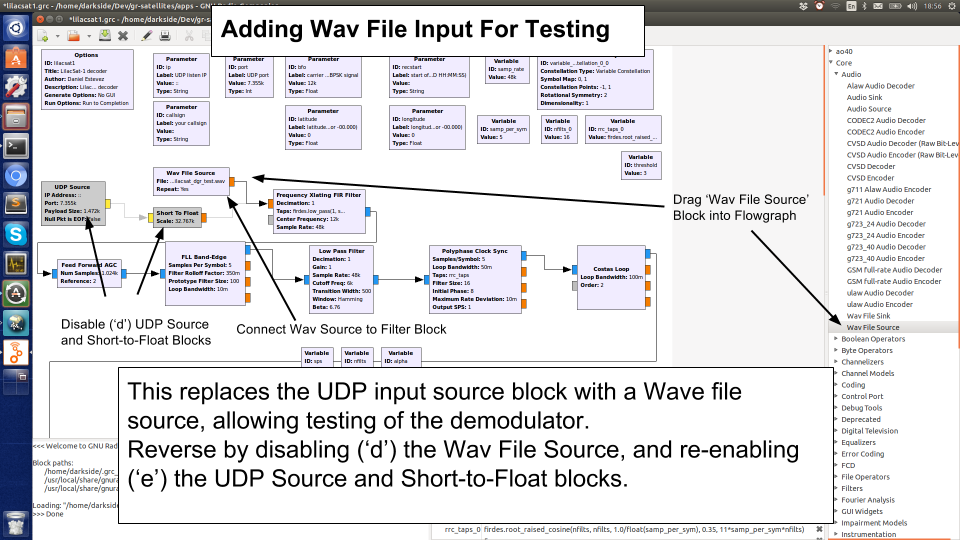 *lilacsat1.grc - /home/darkside/Dev/gr-satellites/apps - GNU Radio Companion
18:56
En
*lilacsat1.grc - /home/darkside/Dev/gr-s
Adding Wav File Input For Testing
Options
ID: lilacsat1
Title: LilacSat-1 decoder
Author: Daniel Estevez
Description: Lilac... decoder
Generate Options: No GUI
Run Options: Run to Completion
Parameter
ID: ip
Label: UDP listen IP
Value: ::
Type: String
Parameter
ID: port
Label: UDP port
Value: 7.355k
Type: Int
ID: bfo
Label: carrier ...BPSK signal
Value: 12k
Type: Float
ID: recstart
Label: start of...D HH:MM:SS)
Value:
Type: String
Variable
ID: samp_rate
Value: 48k
ID: variable_...tellation_0_0
Constellation Type: Variable Constellation
Symbol Map: 0, 1
Constellation Points: -1, 1
Rotational Symmetry: 2
Dimensionality: 1
Parameter
ID: callsign
Label: your callsign
Value:
Type: String
Parameter
ID: latitude
Label: latitude...or -00.000)
Value: 0
Type: Float
Parameter
ID: longitude
Label: longitud...or -00.000)
Value: 0
Type: Float
Variable
ID: samp_per_sym
Value: 5
Variable
ID: nfilts_0
Value: 16
Variable
ID: rrc_taps_0
Value: firdes.root_raised_...
Variable
ID: threshold
Value: 3
UDP Source
IP Address: ::
Port: 7.355k
Payload Size: 1.472k
Null Pkt is EOF: False
Wav File Source
File: ...ilacsat_dgr_test.wav
Repeat: Yes
Short To Float
Scale: 32.767k
Frequency Xlating FIR Filter
Decimation: 1
Taps: firdes.low_pass(1, s...
Center Frequency: 12k
Sample Rate: 48k
Drag ‘Wav File Source’
Block into Flowgraph
Feed Forward AGC
Num Samples: 1.024k
Reference: 2
FLL Band-Edge
Samples Per Symbol: 5
Filter Rolloff Factor: 350m
Prototype Filter Size: 100
Loop Bandwidth: 10m
Low Pass Filter
Decimation: 1
Gain: 1
Sample Rate: 48k
Cutoff Freq: 6k
Transition Width: 500
Window: Hamming
Beta: 6.76
Polyphase Clock Sync
Samples/Symbol: 5
Loop Bandwidth: 50m
Taps: rrc_taps
Filter Size: 16
Initial Phase: 8
Maximum Rate Deviation: 10m
Output SPS: 1
Costas Loop
Loop Bandwidth: 100m
Order: 2
Disable (‘d’) UDP Source
and Short-to-Float Blocks
Connect Wav Source to Filter Block
Variable
ID: sps
Variable
ID: nfilts
Variable
ID: alpha
This replaces the UDP input source block with a Wave file
source, allowing testing of the demodulator.
Reverse by disabling (‘d’) the Wav File Source, and re-enabling
(‘e’) the UDP Source and Short-to-Float blocks.
<<< Welcome to GNU Rad
Block paths:
/home/darkside/.grc_
/usr/local/share/gnura
/usr/local/share/gnura
Loading: "/home/darksid
>>> Done
rrc_taps_0 firdes.root_raised_cosine(nfilts, nfilts, 1.0/float(samp_per_sym), 0.35, 11*samp_per_sym*nfilts)
ao40
Core
Audio
Alaw Audio Decoder
Audio Sink
Audio Source
CODEC2 Audio Decoder
CODEC2 Audio Encoder
CVSD Audio Decoder (Raw Bit-Lev
CVSD Audio Encoder (Raw Bit-Leve
CVSD Decoder
CVSD Encoder
g711 Alaw Audio Encoder
g721 Audio Decoder
g721 Audio Encoder
g723_24 Audio Decoder
g723_24 Audio Encoder
g723_40 Audio Decoder
g723_40 Audio Encoder
GSM full-rate Audio Decoder
GSM full-rate Audio Encoder
ulaw Audio Decoder
ulaw Audio Encoder
Wav File Sink
Wav File Source
Boolean Operators
Byte Operators
Channelizers
Channel Models
Coding
Control Port
Debug Tools
Deprecated
Digital Television
Equalizers
Error Coding
FCD
File Operators
Filters
Fourier Analysis
GUI Widgets
Impairment Models
Instrumentation